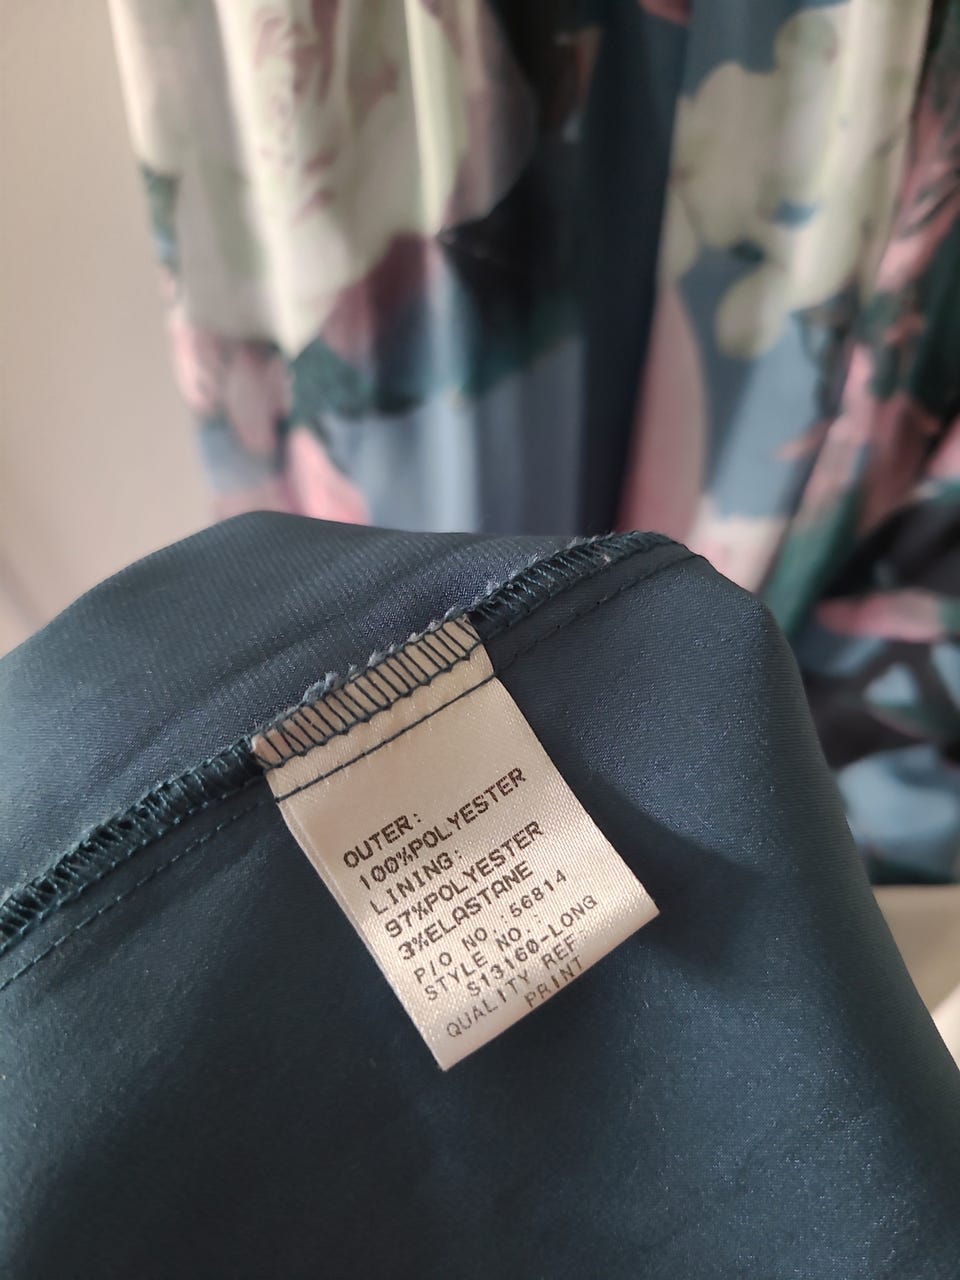 OUTER:
100%POLYESTER
LINING:
97%POLYESTER
3%ELASTANE
P/O NO.:56814
STYLE NO.:
S13160-LONG
QUALITY REF
PRINT